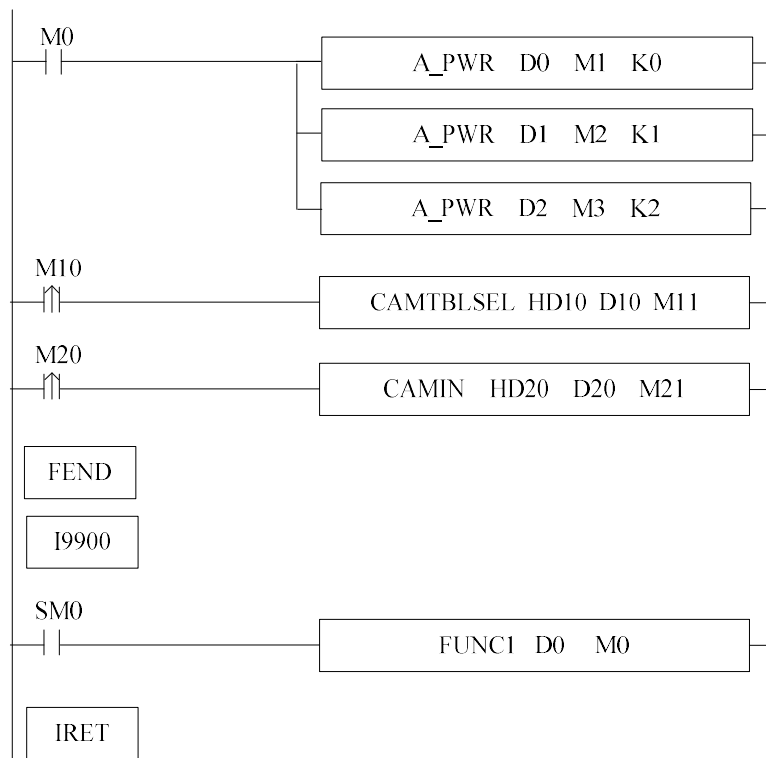 M0
A_PWR D0 M1 K0
A_PWR D1 M2 K1
A_PWR D2 M3 K2
M10
CAMTBLSEL HD10 D10 M11
M20
CAMIN HD20 D20 M21
FEND
I9900
SM0
FUNC1 D0 M0
IRET